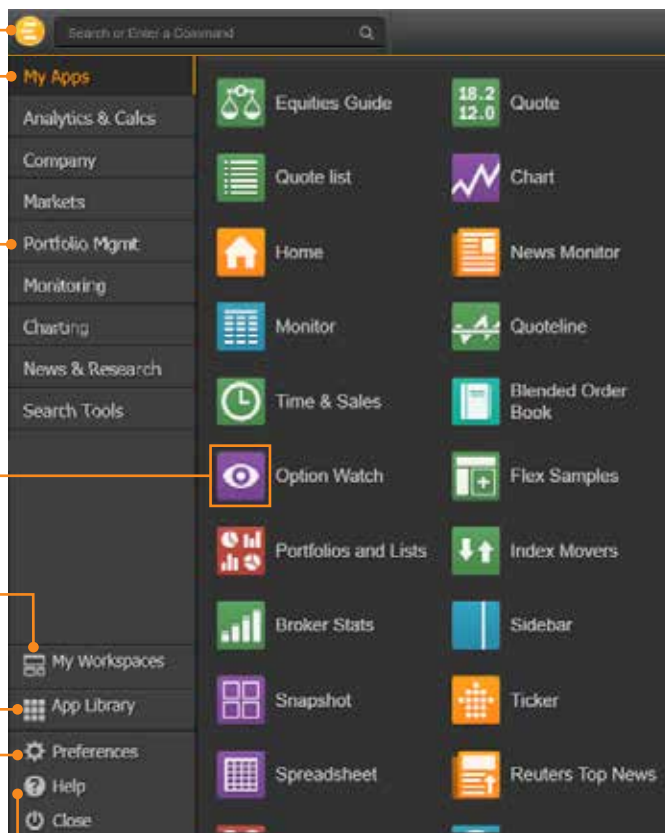 Search or Enter a Command
My Apps
Analytics & Calcs
Company
Markets
Portfolio Mgmt
Monitoring
Charting
News & Research
Search Tools
My Workspaces
App Library
Preferences
Help
Close
Equities Guide
18.2
12.0
Quote
Quote list
Chart
Home
News Monitor
Monitor
Quoteline
Time & Sales
Blended Order
Book
Option Watch
Flex Samples
Portfolios and Lists
Index Movers
Broker Stats
Sidebar
Snapshot
Ticker
Spreadsheet
Reuters Top News